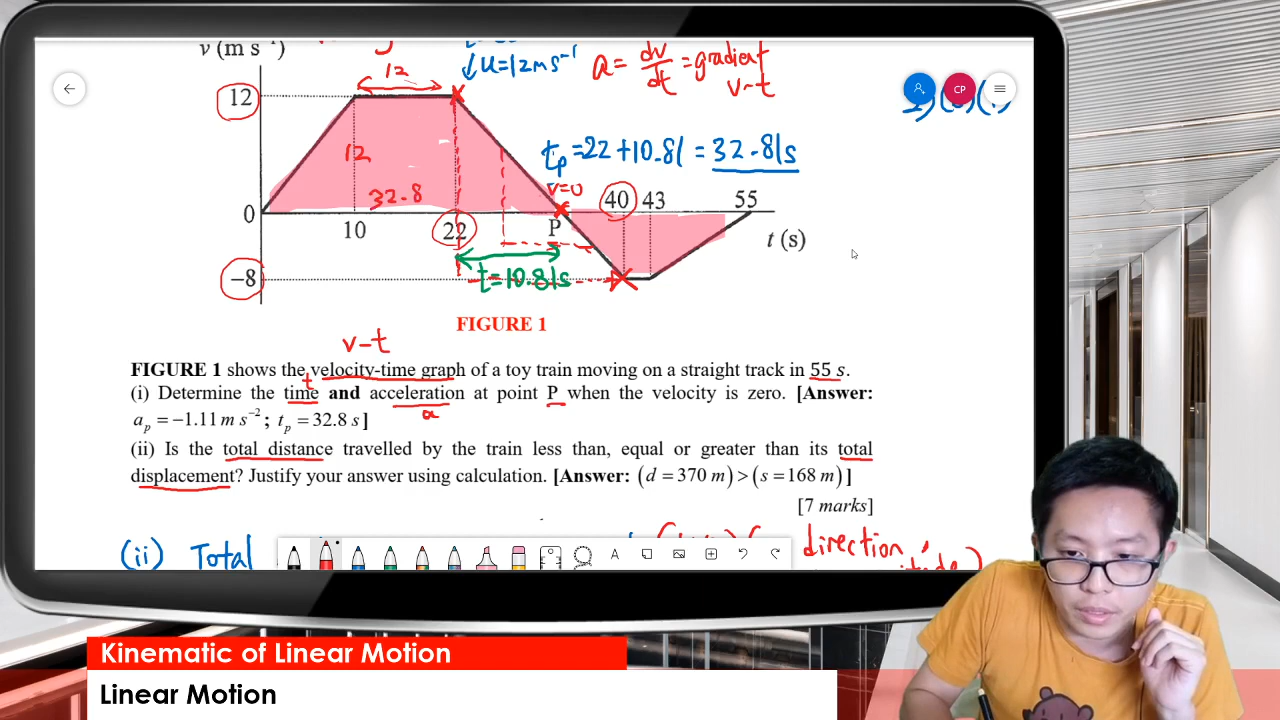 v (m s⁻¹)
12
↓u=12ms⁻¹
a = dv/dt = gradient
v-t
CP
12
12
tp =22+10.81 = 32.81s
32.8
v=0
40
43
55
0
10
22
P
t (s)
-8
t=10.81s
FIGURE 1
v-t
FIGURE 1 shows the velocity-time graph of a toy train moving on a straight track in 55 s.
t
(i) Determine the time and acceleration at point P when the velocity is zero. [Answer:
a
a_p = −1.11 m s⁻² ; t_p = 32.8 s]
(ii) Is the total distance travelled by the train less than, equal or greater than its total
displacement? Justify your answer using calculation. [Answer: (d = 370 m) > (s = 168 m)]
[7 marks]
(ii) Total
direction
A
Kinematic of Linear Motion
Linear Motion